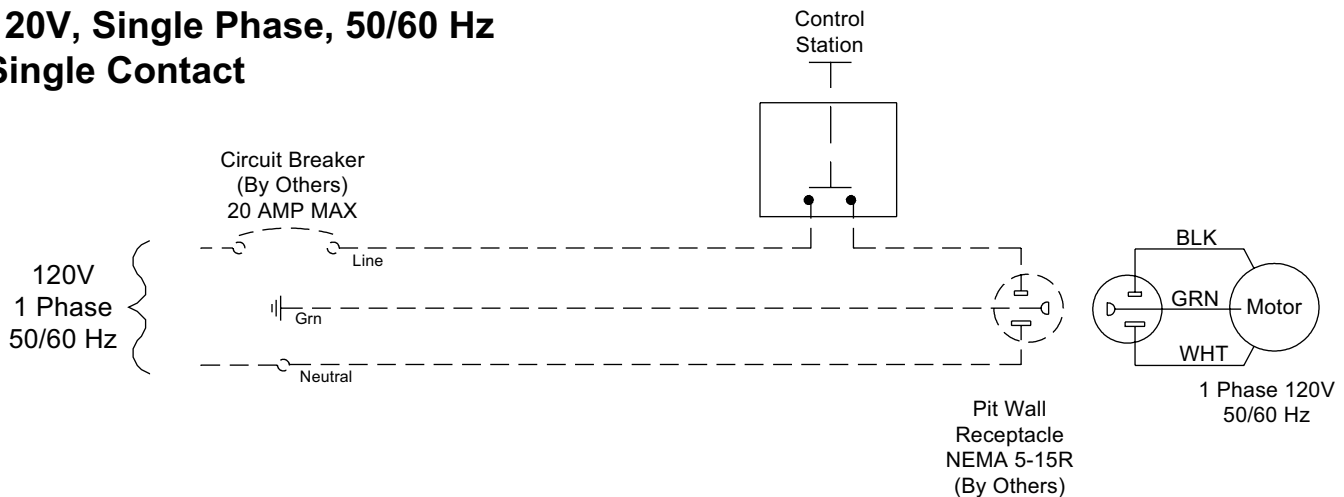 20V, Single Phase, 50/60 Hz
Single Contact
Control
Station
Circuit Breaker
(By Others)
20 AMP MAX
120V
1 Phase
50/60 Hz
Line
Grn
Neutral
BLK
GRN
WHT
Motor
1 Phase 120V
50/60 Hz
Pit Wall
Receptacle
NEMA 5-15R
(By Others)